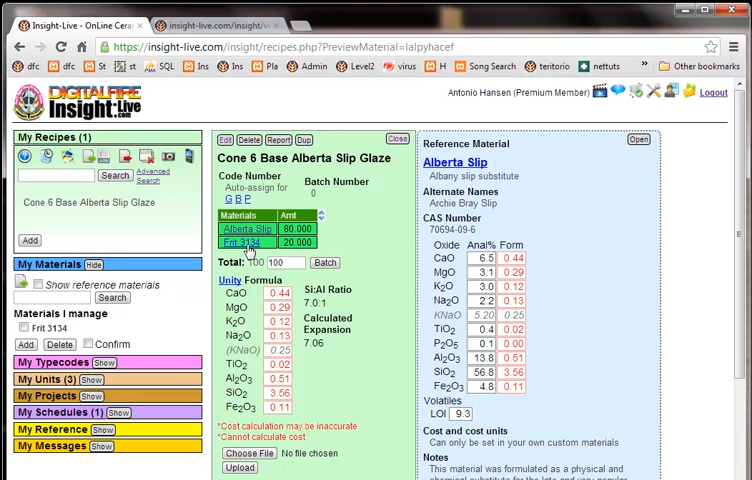 Insight-Live - OnLine Cera
insight-live.com/insight/
https://insight-live.com/insight/recipes.php?PreviewMaterial=lalpyhacef
dfc
df
St
St
SQL
Ins
Ins
Pla
Admin
Level2
virus
H
Song Search
teritorio
nettuts
»
Other bookmarks
DIGITALFIRE
Insight-Live
Antonio Hansen (Premium Member)
Logout
My Recipes (1)
Search
Advanced
Search
Cone 6 Base Alberta Slip Glaze
Add
My Materials Hide
Show reference materials
Search
Materials I manage
Frit 3134
Add Delete Confirm
My Typecodes Show
My Units (3) Show
My Projects Show
My Schedules (1) Show
My Reference Show
My Messages Show
Edit Delete Report Dup Close
Cone 6 Base Alberta Slip Glaze
Code Number Batch Number
Auto-assign for 0
G B P
Materials Amt
Alberta Slip 80.000
Frit 3134 20.000
Total: 100 100 Batch
Unity Formula
CaO 0.44
MgO 0.29
K2O 0.12
Na2O 0.13
(KNaO) 0.25
TiO2 0.02
Al2O3 0.51
SiO2 3.56
Fe2O3 0.11
Si:Al Ratio
7.0:1
Calculated
Expansion
7.06
*Cost calculation may be inaccurate
*Cannot calculate cost
Choose File No file chosen
Upload
Reference Material Open
Alberta Slip
Albany slip substitute
Alternate Names
Archie Bray Slip
CAS Number
70694-09-6
Oxide Anal% Form
CaO 6.5 0.44
MgO 3.1 0.29
K2O 3.0 0.12
Na2O 2.2 0.13
KNaO 5.20 0.25
TiO2 0.4 0.02
P2O5 0.1 0.00
Al2O3 13.8 0.51
SiO2 56.8 3.56
Fe2O3 4.8 0.11
Volatiles
LOI 9.3
Cost and cost units
Can only be set in your own custom materials
Notes
This material was formulated as a physical and
chemical substitute for the late and very popular